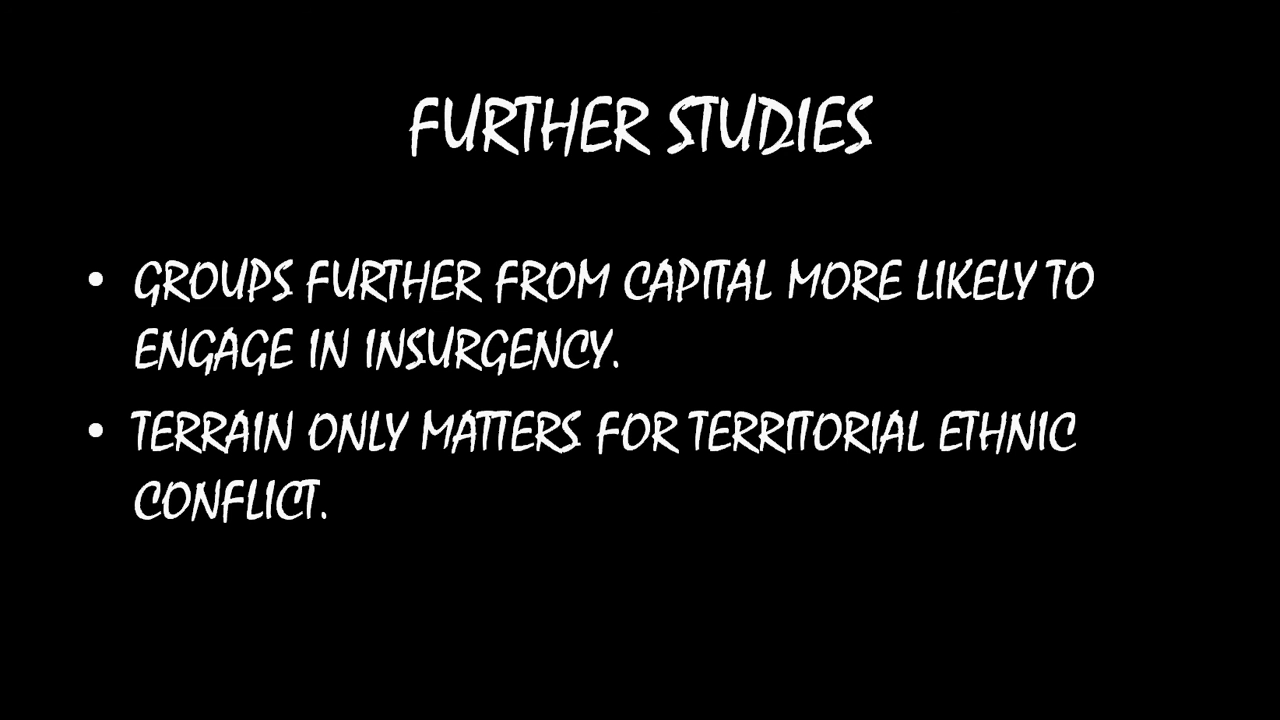 FURTHER STUDIES
• GROUPS FURTHER FROM CAPITAL MORE LIKELY TO
ENGAGE IN INSURGENCY.
• TERRAIN ONLY MATTERS FOR TERRITORIAL ETHNIC
CONFLICT.